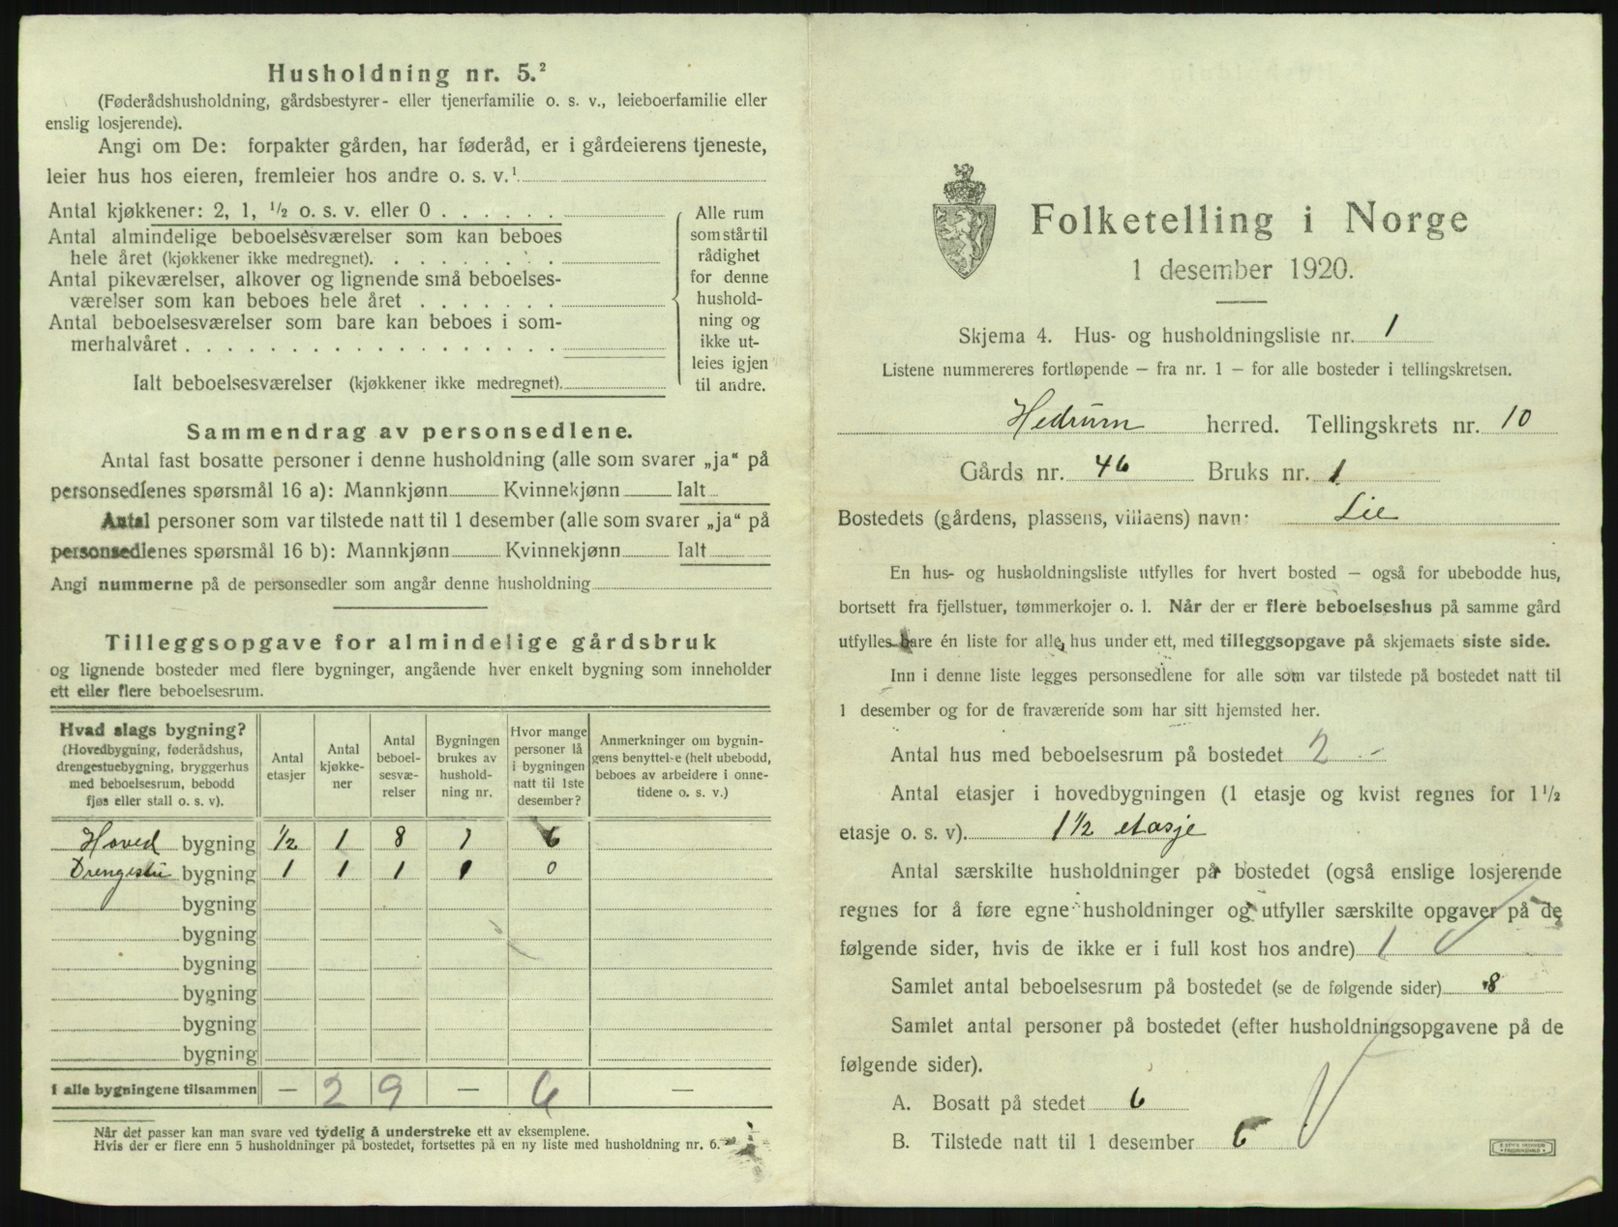 Husholdning nr. 5.²
(Føderådshusholdning, gårdsbestyrer- eller tjenerfamilie o. s. v., leieboerfamilie eller
enslig losjerende).
Angi om De: forpakter gården, har føderåd, er i gårdeierens tjeneste,
leier hus hos eieren, fremleier hos andre o. s. v.¹
Antal kjøkkener: 2, 1, ½ o. s. v. eller 0
Antal almindelige beboelsesværelser som kan beboes
hele året (kjøkkener ikke medregnet).
Antal pikeværelser, alkover og lignende små beboelses-
værelser som kan beboes hele året
Antal beboelsesværelser som bare kan beboes i som-
merhalvåret
Ialt beboelsesværelser (kjøkkener ikke medregnet).
Alle rum
som står til
rådighet
for denne
hushold-
ning og
ikke ut-
leies igjen
til andre.
Sammendrag av personsedlene.
Antal fast bosatte personer i denne husholdning (alle som svarer „ja“ på
personsedlenes spørsmål 16 a): Mannkjønn Kvinnekjønn Ialt
Antal personer som var tilstede natt til 1 desember (alle som svarer „ja“ på
personsedlenes spørsmål 16 b): Mannkjønn Kvinnekjønn Ialt
Angi nummerne på de personsedler som angår denne husholdning
Tilleggsopgave for almindelige gårdsbruk
og lignende bosteder med flere bygninger, angående hver enkelt bygning som inneholder
ett eller flere beboelsesrum.
Hvad slags bygning?
(Hovedbygning, føderådshus,
drengestuebygning, bryggerhus
med beboelsesrum, bebodd
fjøs eller stall o. s. v).
Antal
etasjer
Antal
kjøkke-
ner
Antal
beboel-
sesvæ-
relser
Bygningen
brukes av
hushold-
ning nr.
Hvor mange
personer lå
i bygningen
natt til 1ste
desember?
Anmerkninger om bygnin-
gens benyttel-e (helt ubebodd,
beboes av arbeidere i onne-
tidene o. s. v.)
Hoved bygning ½ 1 8 1 6
Drengestu bygning 1 1 1 1 0
bygning
bygning
bygning
bygning
bygning
bygning
I alle bygningene tilsammen — 2 9 — 6 —
Når det passer kan man svare ved tydelig å understreke ett av eksemplene.
Hvis der er flere enn 5 husholdninger på bostedet, fortsettes på en ny liste med husholdning nr. 6.
Folketelling i Norge
1 desember 1920.
Skjema 4. Hus- og husholdningsliste nr. 1
Listene nummereres fortløpende — fra nr. 1 — for alle bosteder i tellingskretsen.
Hedrum herred. Tellingskrets nr. 10
Gårds nr. 46 Bruks nr. 1
Bostedets (gårdens, plassens, villaens) navn: Lie
En hus- og husholdningsliste utfylles for hvert bosted — også for ubebodde hus,
bortsett fra fjellstuer, tømmerkojer o. l. Når der er flere beboelseshus på samme gård
utfylles bare én liste for alle hus under ett, med tilleggsopgave på skjemaets siste side.
Inn i denne liste legges personsedlene for alle som var tilstede på bostedet natt til
1 desember og for de fraværende som har sitt hjemsted her.
Antal hus med beboelsesrum på bostedet 2
Antal etasjer i hovedbygningen (1 etasje og kvist regnes for 1½
etasje o. s. v). 1½ etasje
Antal særskilte husholdninger på bostedet (også enslige losjerende
regnes for å føre egne husholdninger og utfyller særskilte opgaver på de
følgende sider, hvis de ikke er i full kost hos andre) 1
Samlet antal beboelsesrum på bostedet (se de følgende sider) 8
Samlet antal personer på bostedet (efter husholdningsopgavene på de
følgende sider).
A. Bosatt på stedet 6
B. Tilstede natt til 1 desember 6